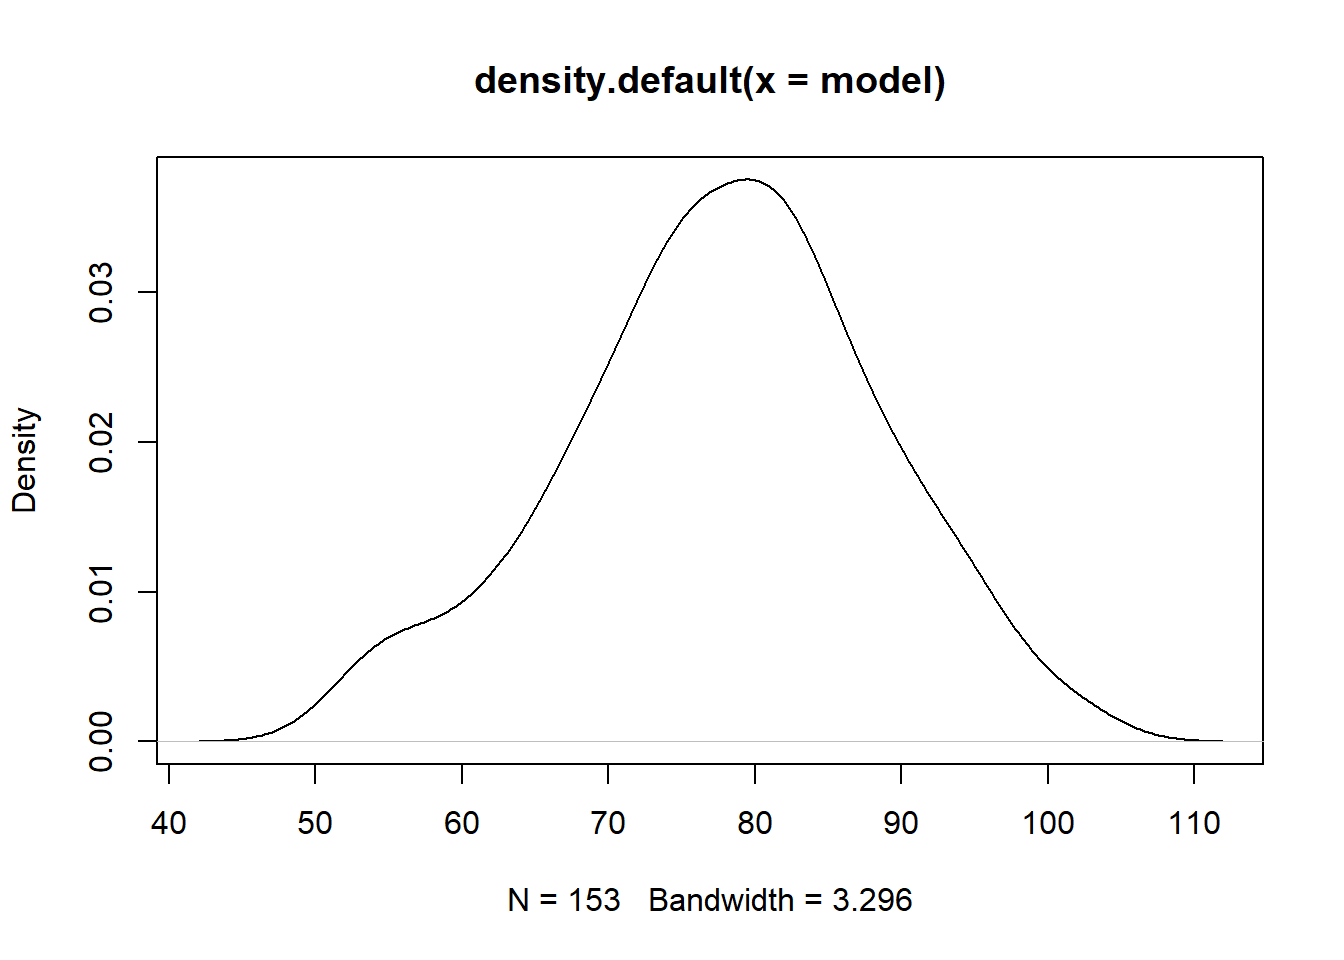 density.default(x = model)
Density
0.03
0.02
0.01
0.00
40 50 60 70 80 90 100 110
N = 153   Bandwidth = 3.296